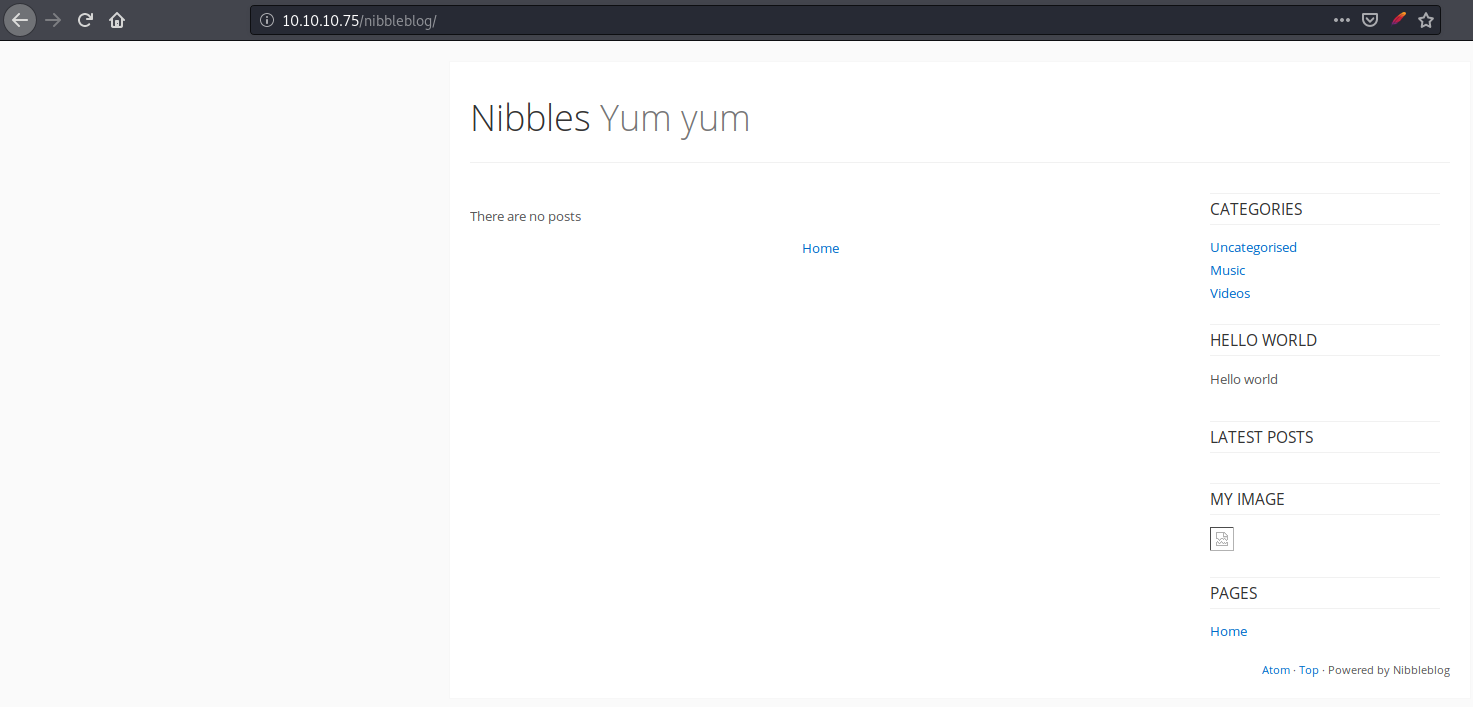 10.10.10.75/nibbleblog/
Nibbles Yum yum
There are no posts
Home
CATEGORIES
Uncategorised
Music
Videos
HELLO WORLD
Hello world
LATEST POSTS
MY IMAGE
PAGES
Home
Atom · Top · Powered by Nibbleblog